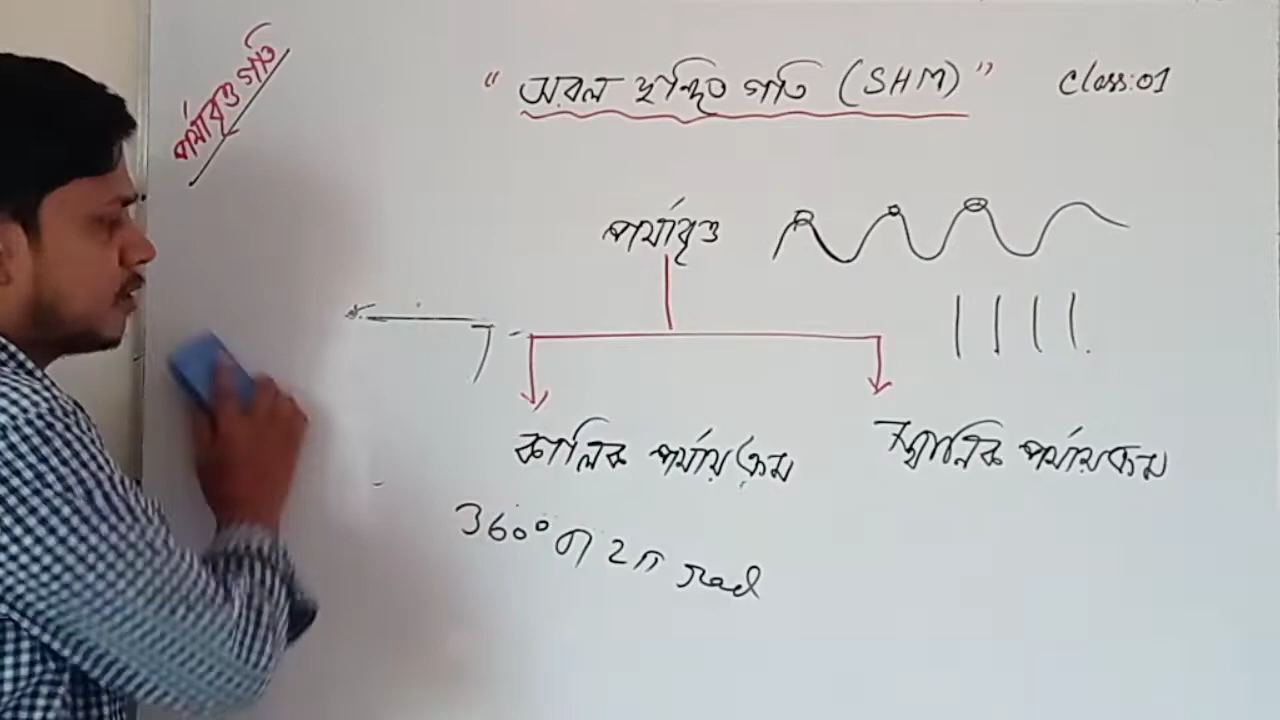 পর্যাবৃত্ত গতি
"সরল ছন্দিত গতি (SHM)" Class:01
পর্যাবৃত্ত
কালিক পর্যায়ক্রম
স্থানিক পর্যায়ক্রম
360° বা 2π rad